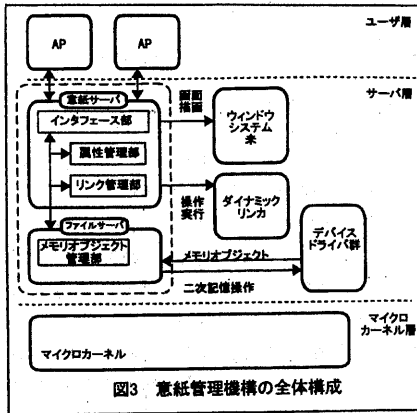 ユーザ層
AP
AP
サーバ層
意紙サーバ
インタフェース部
属性管理部
リンク管理部
画面
描画
ウィンドウ
システム
※
操作
実行
ダイナミック
リンカ
ファイルサーバ
メモリオブジェクト
管理部
メモリオブジェクト
二次記憶操作
デバイス
ドライバ群
マイクロ
カーネル層
マイクロカーネル
図3 意紙管理機構の全体構成